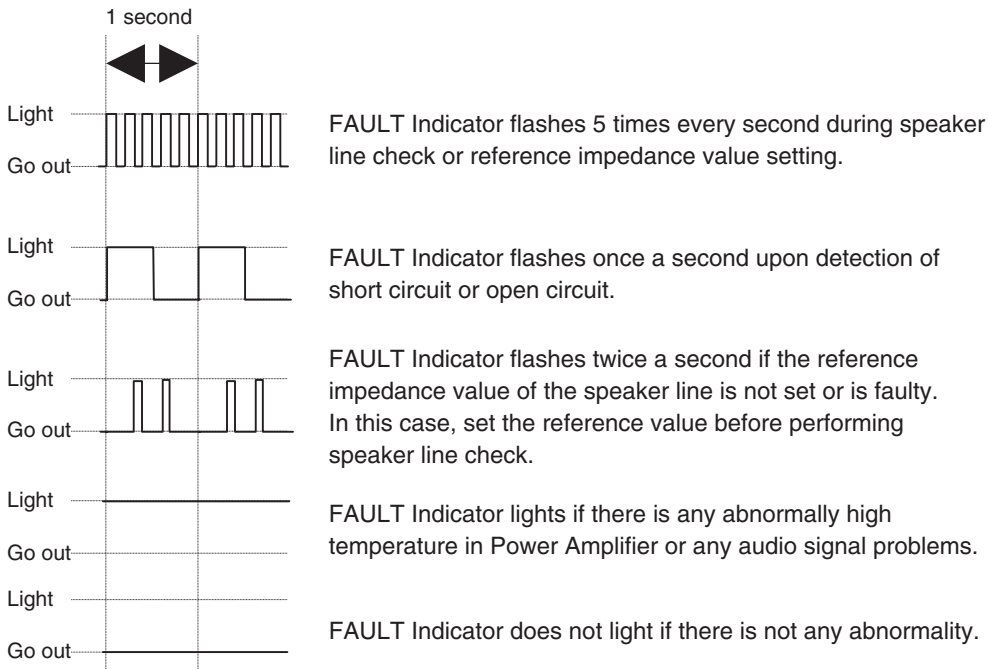 1 second
Light
Go out
FAULT Indicator flashes 5 times every second during speaker
line check or reference impedance value setting.
Light
Go out
FAULT Indicator flashes once a second upon detection of
short circuit or open circuit.
Light
Go out
FAULT Indicator flashes twice a second if the reference
impedance value of the speaker line is not set or is faulty.
In this case, set the reference value before performing
speaker line check.
Light
Go out
FAULT Indicator lights if there is any abnormally high
temperature in Power Amplifier or any audio signal problems.
Light
Go out
FAULT Indicator does not light if there is not any abnormality.